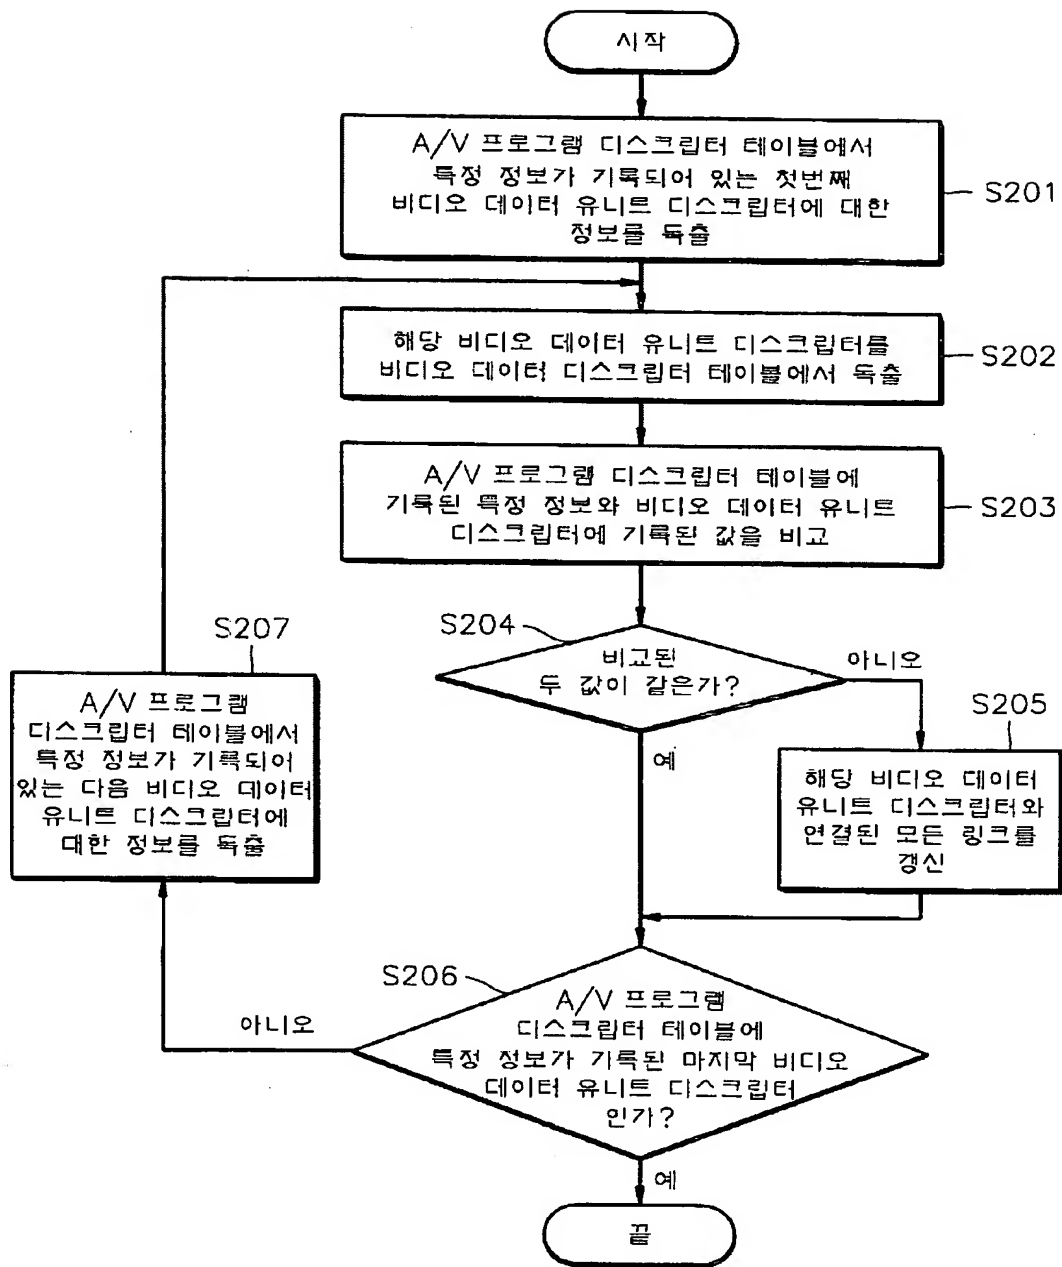 시작
A/V 프로그램 디스크립터 테이블에서
특정 정보가 기록되어 있는 첫번째
비디오 데이터 유니트 디스크립터에 대한
정보를 독출
S201
해당 비디오 데이터 유니트 디스크립터를
비디오 데이터 디스크립터 테이블에서 독출
S202
A/V 프로그램 디스크립터 테이블에
기록된 특정 정보와 비디오 데이터 유니트
디스크립터에 기록된 값을 비교
S203
S204
비교된
두 값이 같은가?
아니오
예
S205
해당 비디오 데이터
유니트 디스크립터와
연결된 모든 링크를
갱신
S207
A/V 프로그램
디스크립터 테이블에서
특정 정보가 기록되어
있는 다음 비디오 데이터
유니트 디스크립터에
대한 정보를 독출
S206
A/V 프로그램
디스크립터 테이블에
특정 정보가 기록된 마지막 비디오
데이터 유니트 디스크립터
인가?
아니오
예
끝